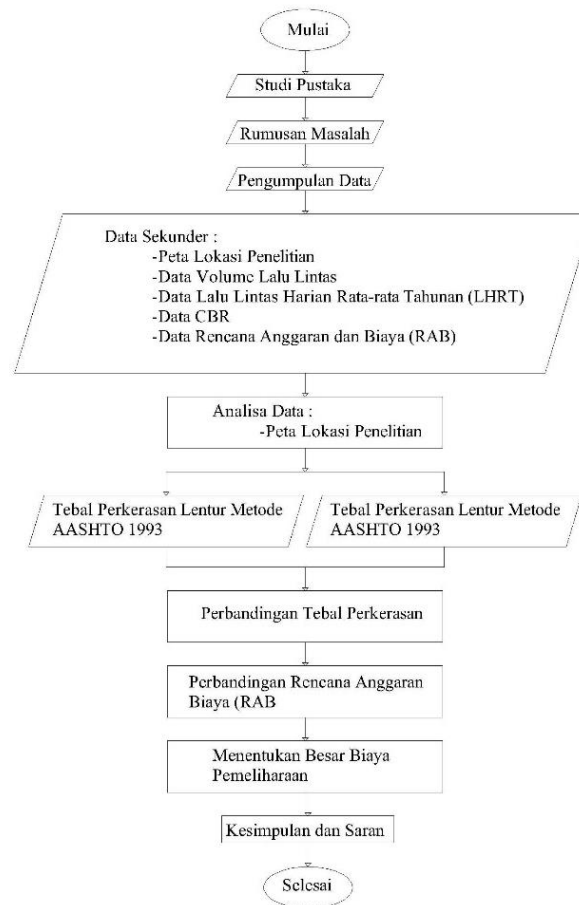 Mulai
Studi Pustaka
Rumusan Masalah
Pengumpulan Data
Data Sekunder :
-Peta Lokasi Penelitian
-Data Volume Lalu Lintas
-Data Lalu Lintas Harian Rata-rata Tahunan (LHRT)
-Data CBR
-Data Rencana Anggaran dan Biaya (RAB)
Analisa Data :
-Peta Lokasi Penelitian
Tebal Perkerasan Lentur Metode
AASHTO 1993
Tebal Perkerasan Lentur Metode
AASHTO 1993
Perbandingan Tebal Perkerasan
Perbandingan Rencana Anggaran
Biaya (RAB
Menentukan Besar Biaya
Pemeliharaan
Kesimpulan dan Saran
Selesai